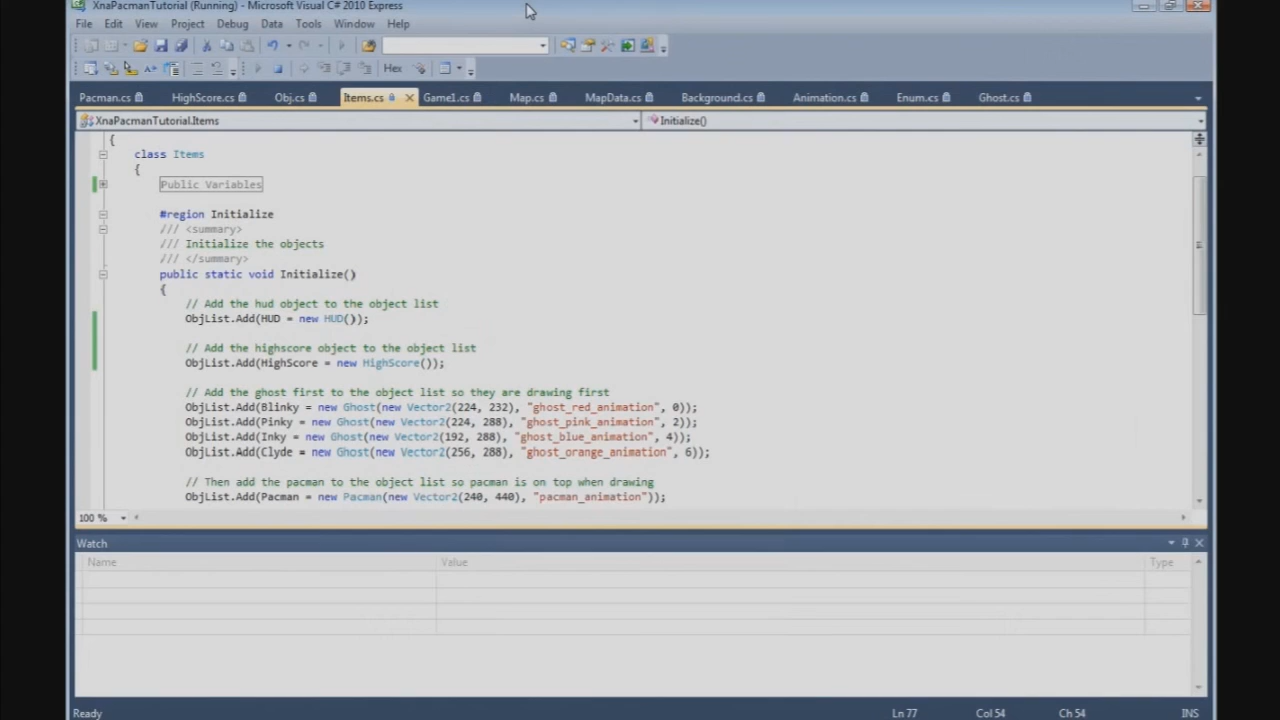 XnaPacmanTutorial (Running) - Microsoft Visual C# 2010 Express
File Edit View Project Debug Data Tools Window Help
Hex
Pacman.cs HighScore.cs Obj.cs Items.cs Game1.cs Map.cs MapData.cs Background.cs Animation.cs Enum.cs Ghost.cs
XnaPacmanTutorial.Items Initialize()
{
class Items
{
Public Variables
#region Initialize
/// <summary>
/// Initialize the objects
/// </summary>
public static void Initialize()
{
// Add the hud object to the object list
ObjList.Add(HUD = new HUD());
// Add the highscore object to the object list
ObjList.Add(HighScore = new HighScore());
// Add the ghost first to the object list so they are drawing first
ObjList.Add(Blinky = new Ghost(new Vector2(224, 232), "ghost_red_animation", 0));
ObjList.Add(Pinky = new Ghost(new Vector2(224, 288), "ghost_pink_animation", 2));
ObjList.Add(Inky = new Ghost(new Vector2(192, 288), "ghost_blue_animation", 4));
ObjList.Add(Clyde = new Ghost(new Vector2(256, 288), "ghost_orange_animation", 6));
// Then add the pacman to the object list so pacman is on top when drawing
ObjList.Add(Pacman = new Pacman(new Vector2(240, 440), "pacman_animation"));
100 %
Watch
Name Value Type
Ready Ln 77 Col 54 Ch 54 INS